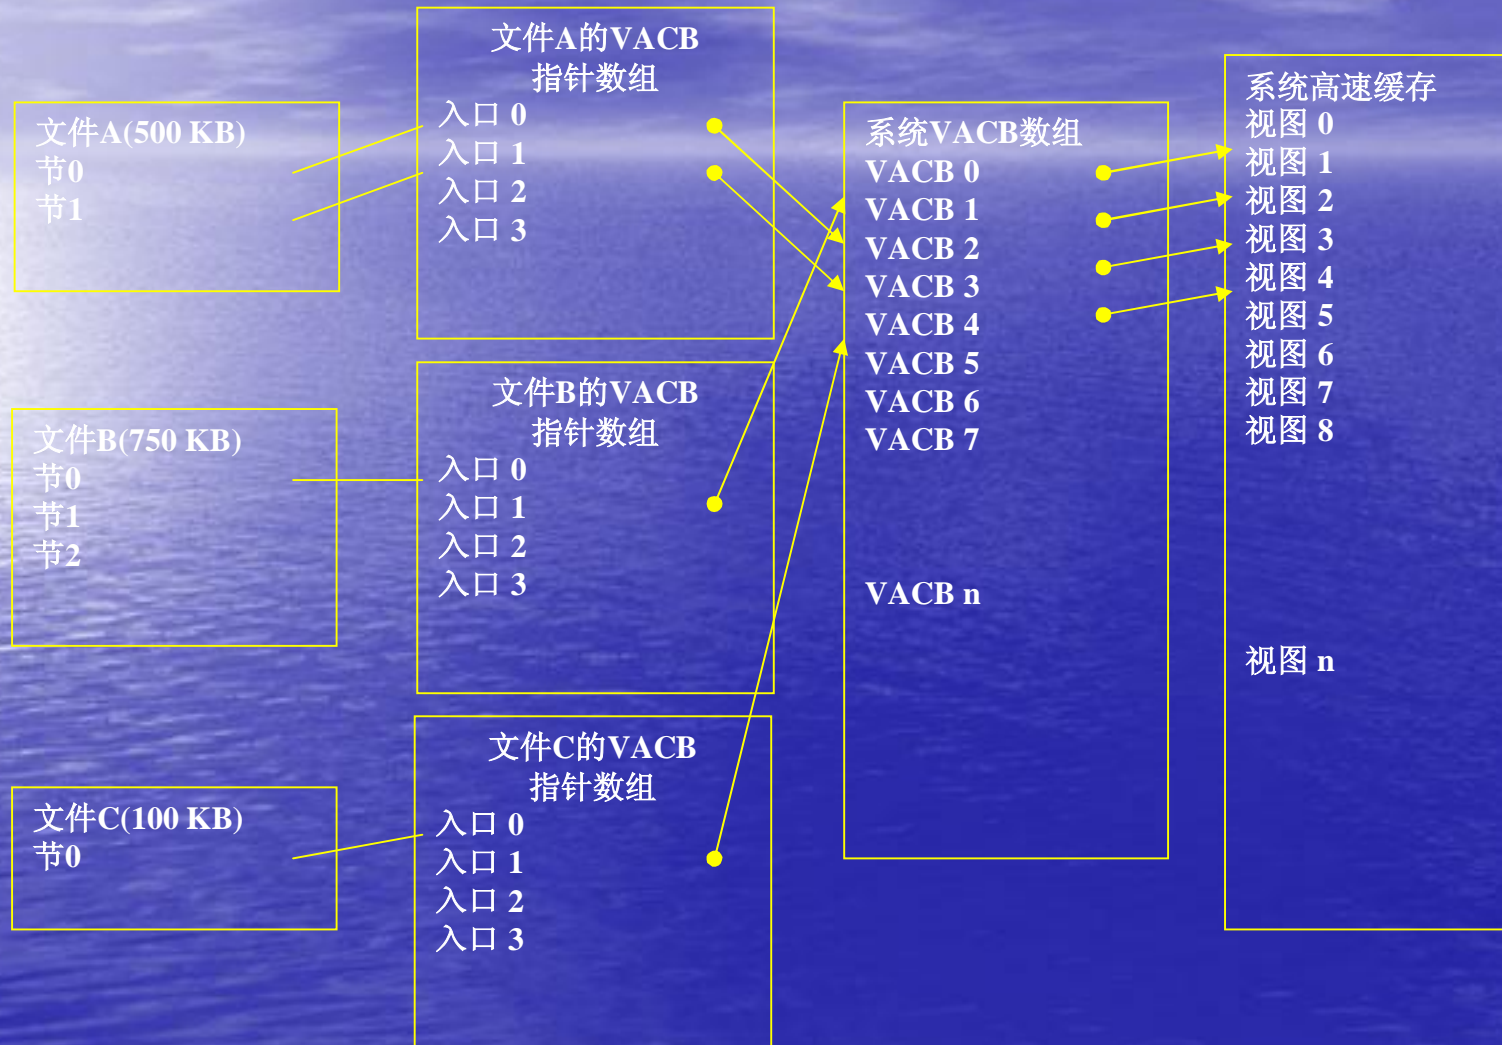 文件A(500 KB)
节0
节1
文件B(750 KB)
节0
节1
节2
文件C(100 KB)
节0
文件A的VACB
指针数组
入口 0
入口 1
入口 2
入口 3
文件B的VACB
指针数组
入口 0
入口 1
入口 2
入口 3
文件C的VACB
指针数组
入口 0
入口 1
入口 2
入口 3
系统VACB数组
VACB 0
VACB 1
VACB 2
VACB 3
VACB 4
VACB 5
VACB 6
VACB 7
VACB n
系统高速缓存
视图 0
视图 1
视图 2
视图 3
视图 4
视图 5
视图 6
视图 7
视图 8
视图 n